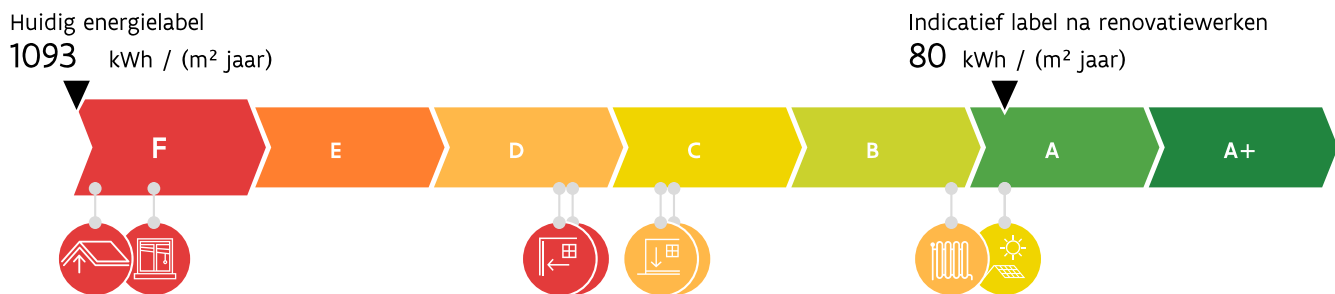 Huidig energielabel
1093 kWh / (m² jaar)
Indicatief label na renovatiewerken
80 kWh / (m² jaar)
F E D C B A A+